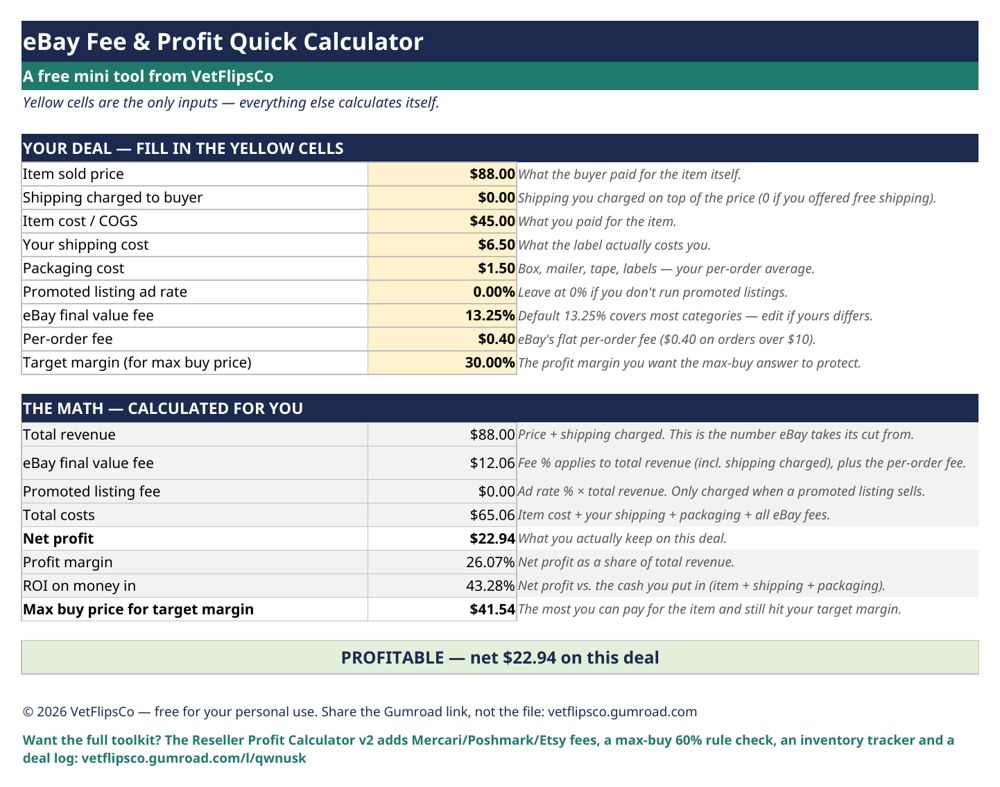 eBay Fee & Profit Quick Calculator
A free mini tool from VetFlipsCo
Yellow cells are the only inputs — everything else calculates itself.
YOUR DEAL — FILL IN THE YELLOW CELLS
Item sold price $88.00 What the buyer paid for the item itself.
Shipping charged to buyer $0.00 Shipping you charged on top of the price (0 if you offered free shipping).
Item cost / COGS $45.00 What you paid for the item.
Your shipping cost $6.50 What the label actually costs you.
Packaging cost $1.50 Box, mailer, tape, labels — your per-order average.
Promoted listing ad rate 0.00% Leave at 0% if you don't run promoted listings.
eBay final value fee 13.25% Default 13.25% covers most categories — edit if yours differs.
Per-order fee $0.40 eBay's flat per-order fee ($0.40 on orders over $10).
Target margin (for max buy price) 30.00% The profit margin you want the max-buy answer to protect.
THE MATH — CALCULATED FOR YOU
Total revenue $88.00 Price + shipping charged. This is the number eBay takes its cut from.
eBay final value fee $12.06 Fee % applies to total revenue (incl. shipping charged), plus the per-order fee.
Promoted listing fee $0.00 Ad rate % × total revenue. Only charged when a promoted listing sells.
Total costs $65.06 Item cost + your shipping + packaging + all eBay fees.
Net profit $22.94 What you actually keep on this deal.
Profit margin 26.07% Net profit as a share of total revenue.
ROI on money in 43.28% Net profit vs. the cash you put in (item + shipping + packaging).
Max buy price for target margin $41.54 The most you can pay for the item and still hit your target margin.
PROFITABLE — net $22.94 on this deal
© 2026 VetFlipsCo — free for your personal use. Share the Gumroad link, not the file: vetflipsco.gumroad.com
Want the full toolkit? The Reseller Profit Calculator v2 adds Mercari/Poshmark/Etsy fees, a max-buy 60% rule check, an inventory tracker and a
deal log: vetflipsco.gumroad.com/l/qwnusk